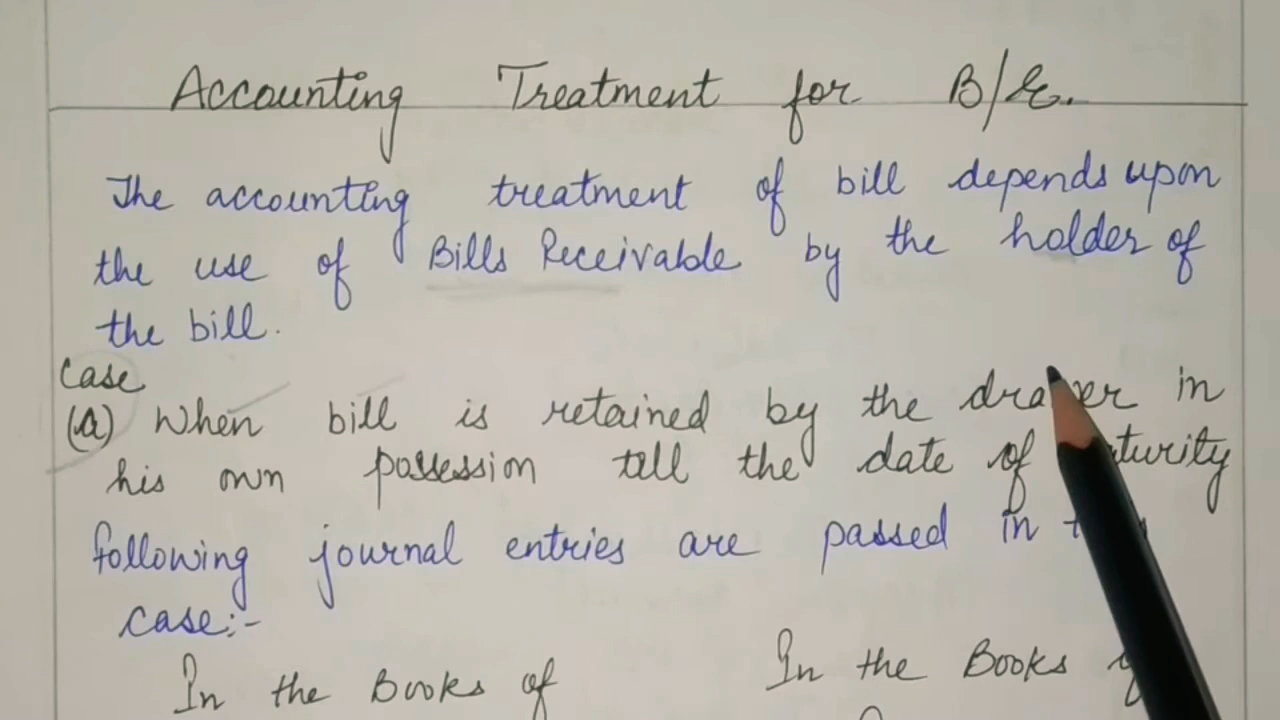 Accounting Treatment for B/E.
The accounting treatment of bill depends upon
the use of Bills Receivable by the holder of
the bill.
Case
(a) When bill is retained by the drawer in
his own possession till the date of maturity
following journal entries are passed in
case:-
In the Books of In the Books